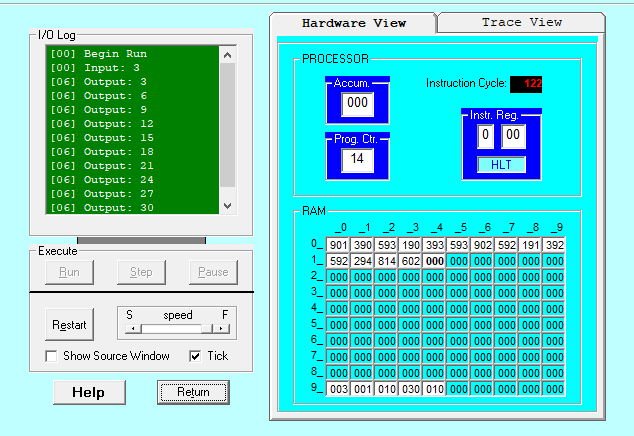 I/O Log
[00] Begin Run
[00] Input: 3
[06] Output: 3
[06] Output: 6
[06] Output: 9
[06] Output: 12
[06] Output: 15
[06] Output: 18
[06] Output: 21
[06] Output: 24
[06] Output: 27
[06] Output: 30
Execute
Run Step Pause
Restart
S speed F
Show Source Window Tick
Help Return
Hardware View Trace View
PROCESSOR
Accum.
000
Instruction Cycle: 122
Prog. Ctr.
14
Instr. Reg.
0 00
HLT
RAM
_0 _1 _2 _3 _4 _5 _6 _7 _8 _9
0_ 901 390 593 190 393 593 902 592 191 392
1_ 592 294 814 602 000 000 000 000 000 000
2_ 000 000 000 000 000 000 000 000 000 000
3_ 000 000 000 000 000 000 000 000 000 000
4_ 000 000 000 000 000 000 000 000 000 000
5_ 000 000 000 000 000 000 000 000 000 000
6_ 000 000 000 000 000 000 000 000 000 000
7_ 000 000 000 000 000 000 000 000 000 000
8_ 000 000 000 000 000 000 000 000 000 000
9_ 003 001 010 030 010 000 000 000 000 000